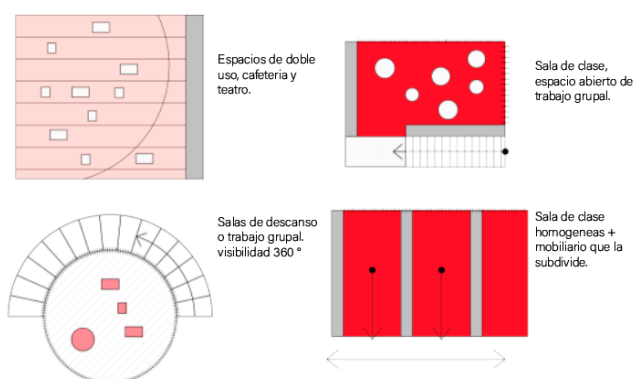 Espacios de doble
uso, cafeteria y
teatro.
Sala de clase,
espacio abierto de
trabajo grupal.
Salas de descanso
o trabajo grupal.
visibilidad 360 °
Sala de clase
homogeneas +
mobiliario que la
subdivide.